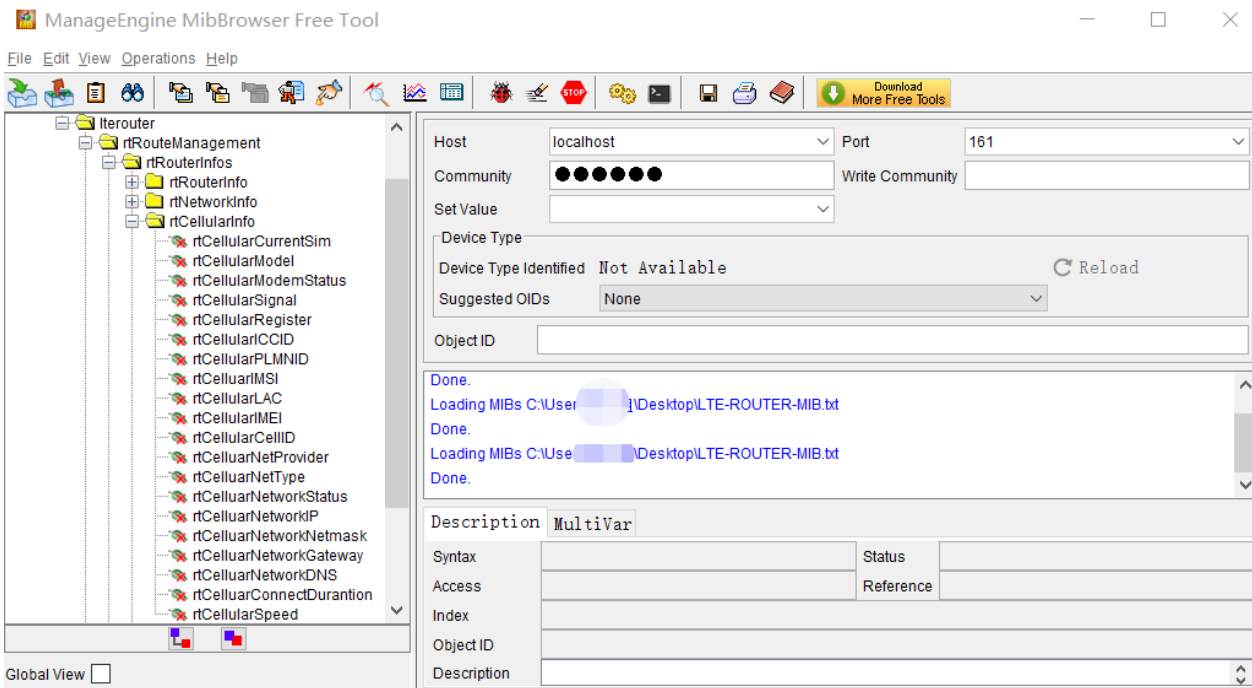 ManageEngine MibBrowser Free Tool
File Edit View Operations Help
STOP
Download
More Free Tools
lterouter
rtRouteManagement
rtRouterInfos
rtRouterInfo
rtNetworkInfo
rtCellularInfo
rtCellularCurrentSim
rtCellularModel
rtCellularModemStatus
rtCellularSignal
rtCellularRegister
rtCellularICCID
rtCellularPLMNID
rtCelluarIMSI
rtCellularLAC
rtCellularIMEI
rtCellularCellID
rtCelluarNetProvider
rtCelluarNetType
rtCelluarNetworkStatus
rtCelluarNetworkIP
rtCelluarNetworkNetmask
rtCelluarNetworkGateway
rtCelluarNetworkDNS
rtCelluarConnectDurantion
rtCellularSpeed
Global View
Host localhost Port 161
Community ●●●●●● Write Community
Set Value
Device Type
Device Type Identified Not Available Reload
Suggested OIDs None
Object ID
Done.
Loading MIBs C:\User \Desktop\LTE-ROUTER-MIB.txt
Done.
Loading MIBs C:\Use \Desktop\LTE-ROUTER-MIB.txt
Done.
Description MultiVar
Syntax Status
Access Reference
Index
Object ID
Description